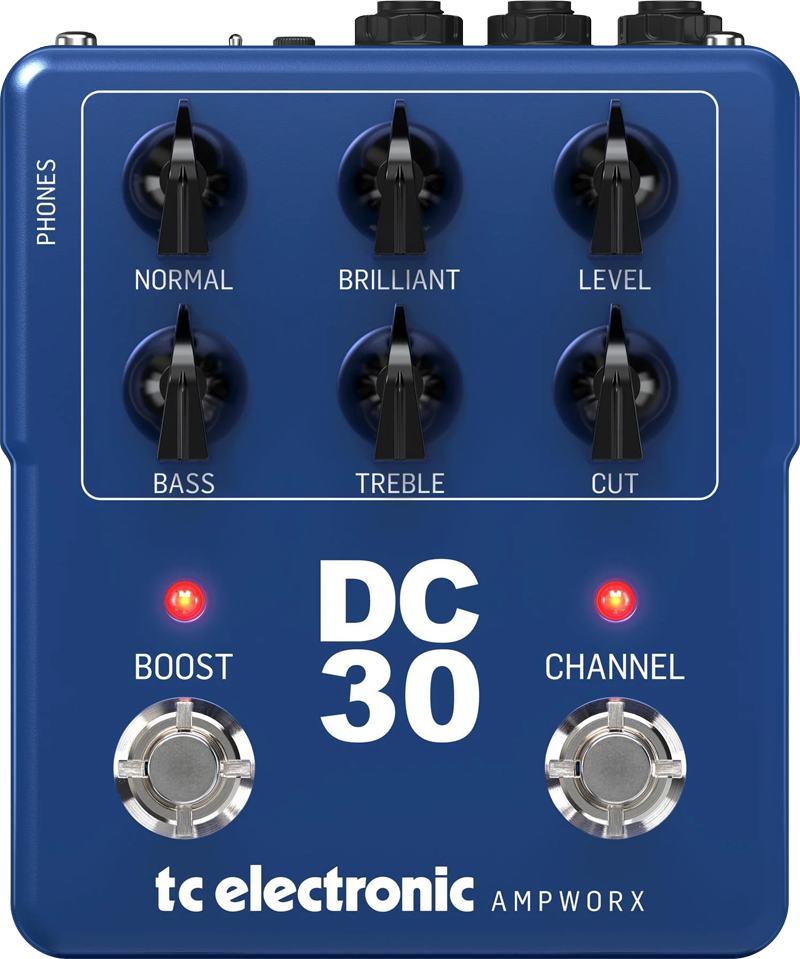 PHONES
NORMAL BRILLIANT LEVEL
BASS TREBLE CUT
DC
30
BOOST CHANNEL
tc electronic AMPWORX